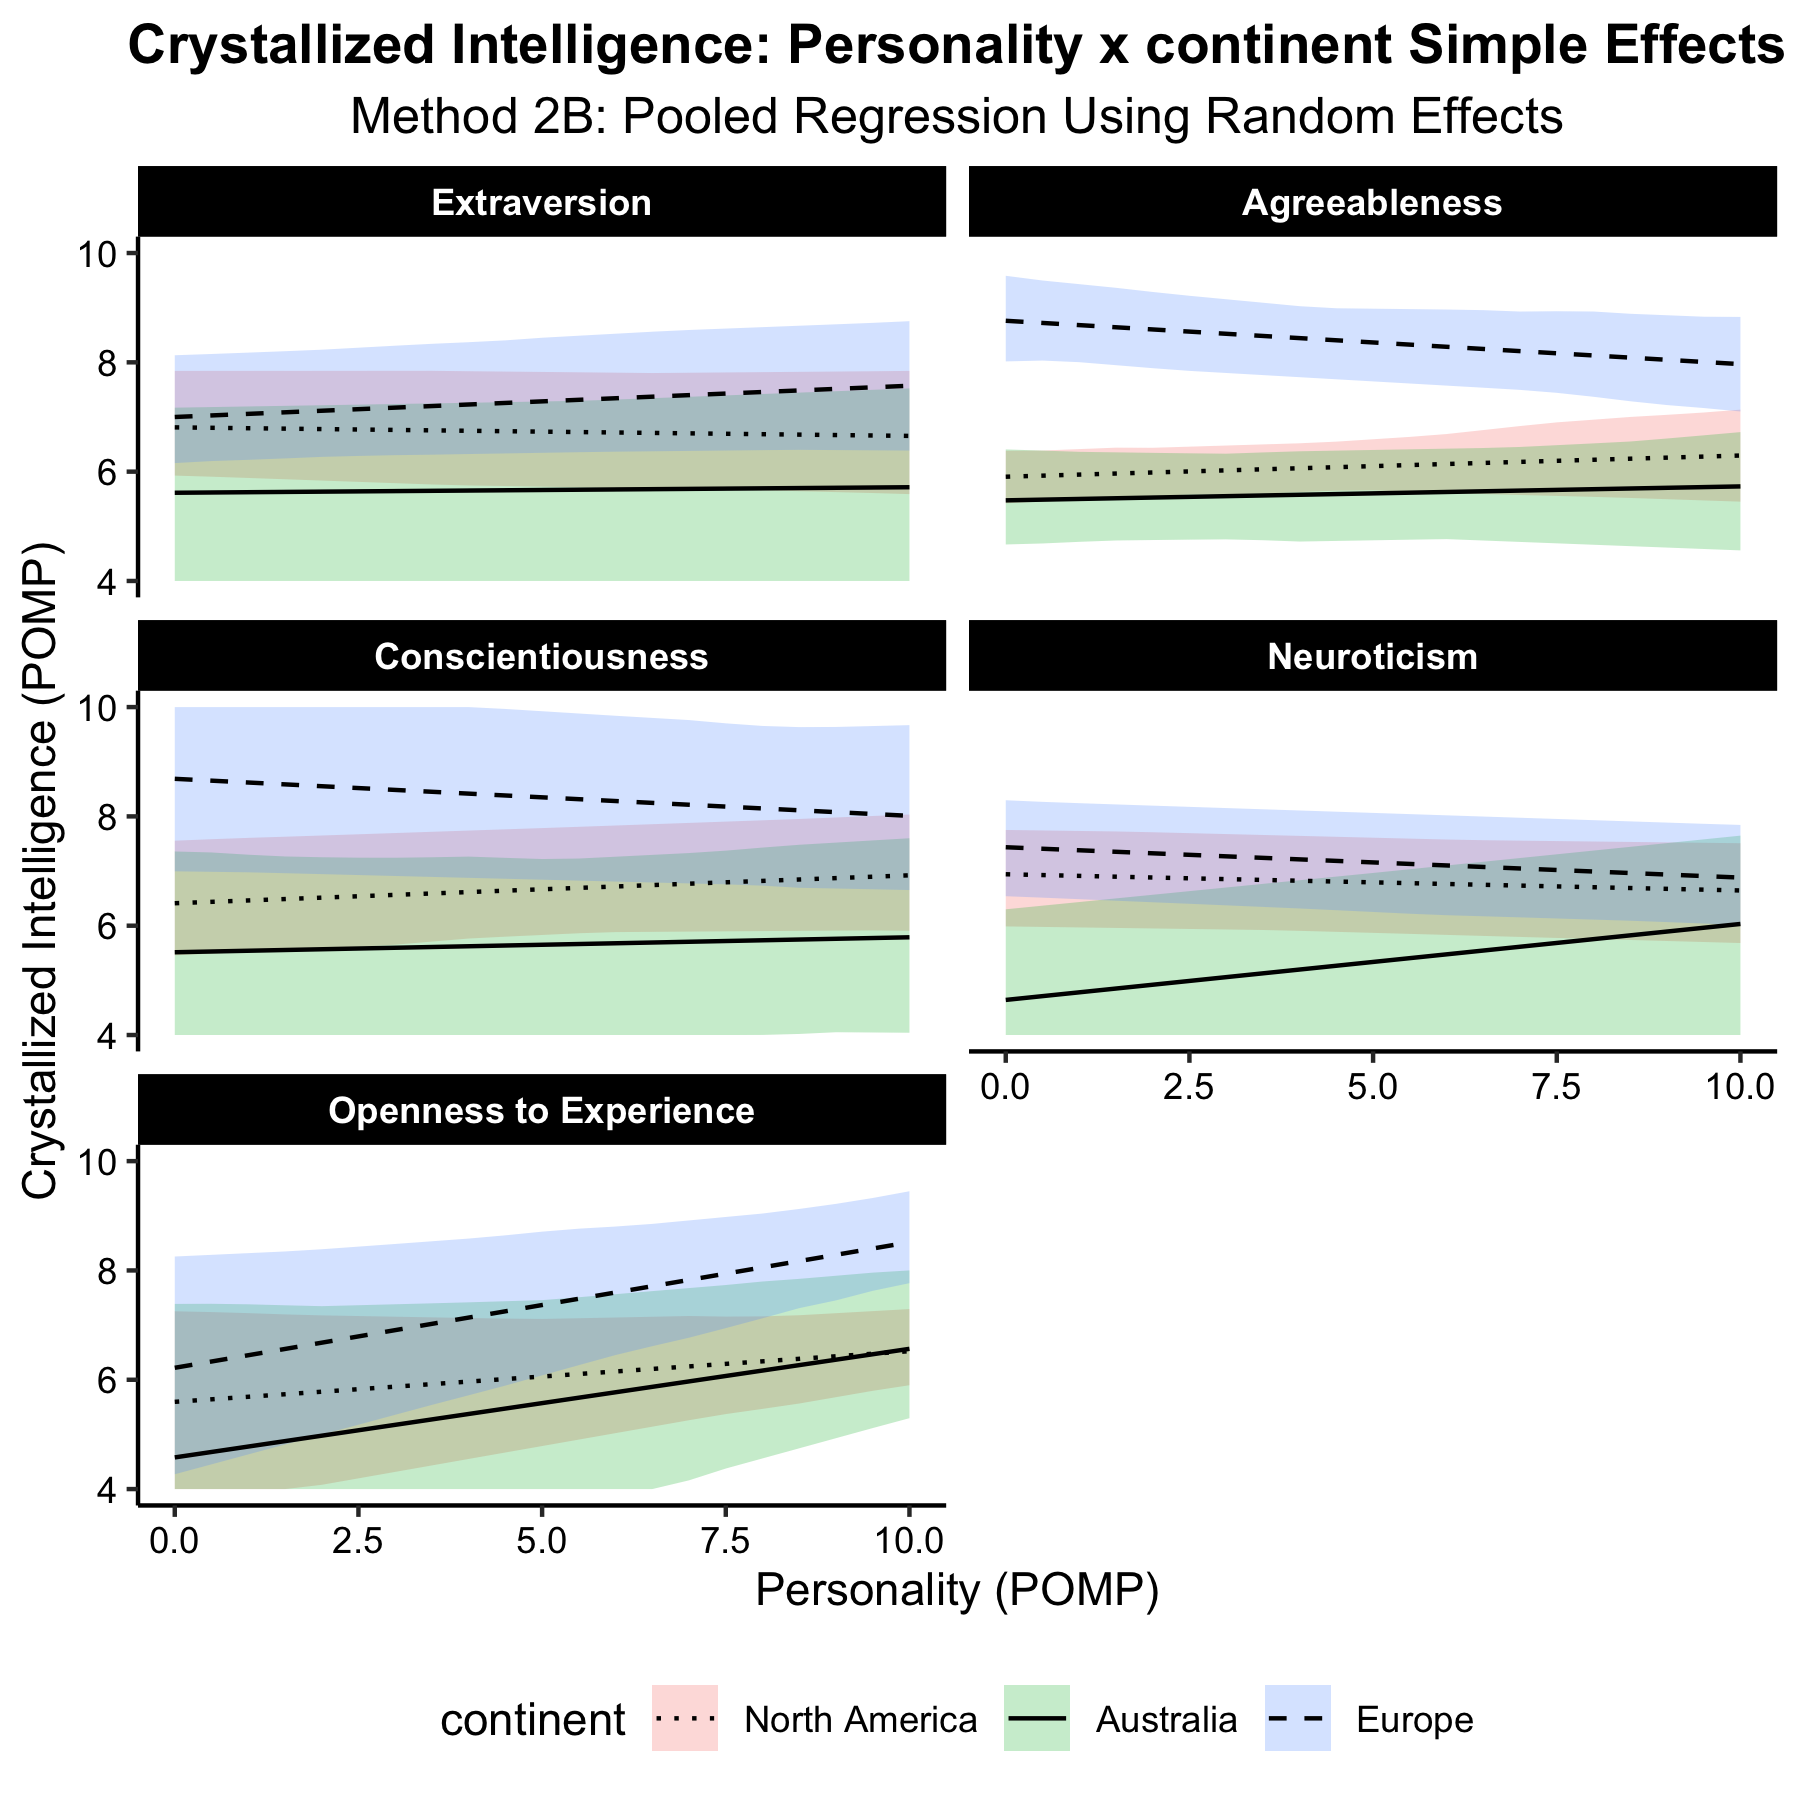 Crystallized Intelligence: Personality x continent Simple Effects
Method 2B: Pooled Regression Using Random Effects
Extraversion
Agreeableness
10
8
6
4
Conscientiousness
Neuroticism
10
8
6
4
0.0 2.5 5.0 7.5 10.0
Openness to Experience
10
8
6
4
0.0 2.5 5.0 7.5 10.0
Crystallized Intelligence (POMP)
Personality (POMP)
continent North America Australia Europe